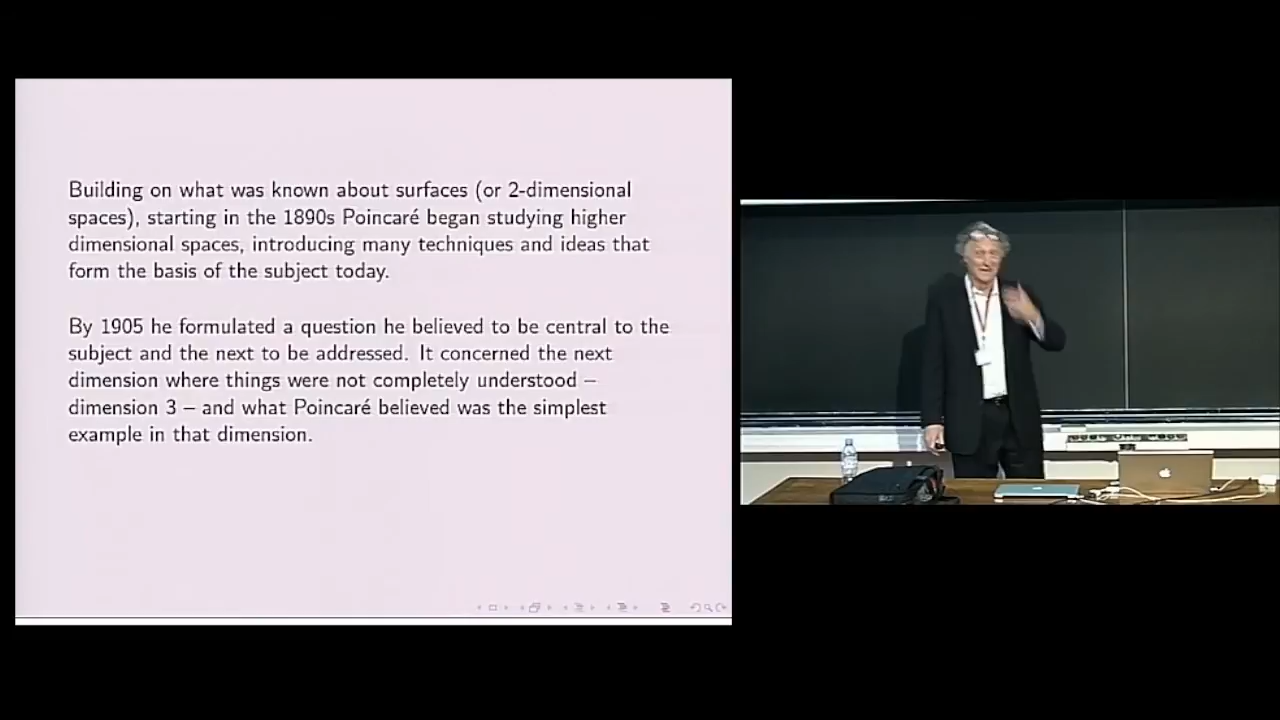 Building on what was known about surfaces (or 2-dimensional
spaces), starting in the 1890s Poincaré began studying higher
dimensional spaces, introducing many techniques and ideas that
form the basis of the subject today.
By 1905 he formulated a question he believed to be central to the
subject and the next to be addressed. It concerned the next
dimension where things were not completely understood –
dimension 3 – and what Poincaré believed was the simplest
example in that dimension.